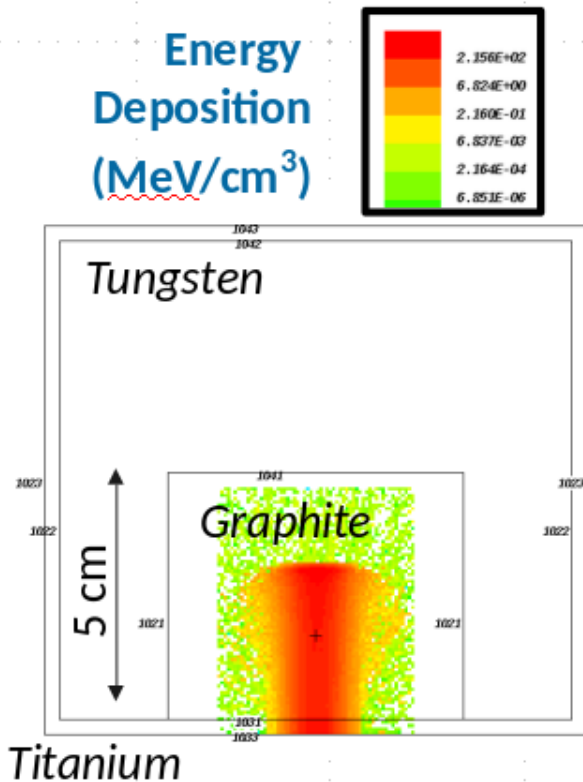 Energy
Deposition
(MeV/cm³)
2.156E+02
6.824E+00
2.160E-01
6.837E-03
2.164E-04
6.851E-06
1043
1042
Tungsten
1041
1023
1023
Graphite
1022
1022
5 cm
1021
1021
1031
1033
Titanium